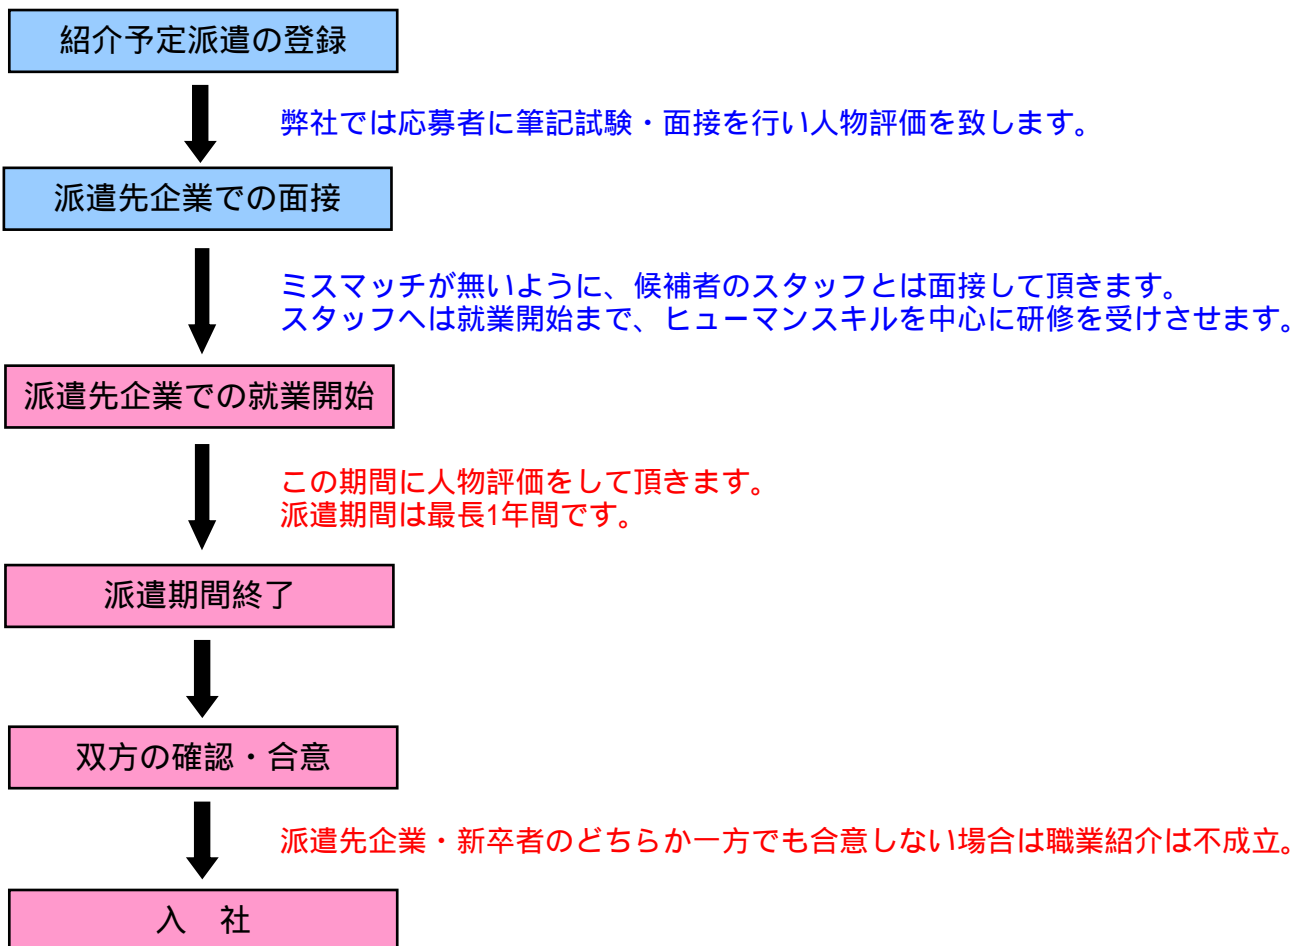 紹介予定派遣の登録
弊社では応募者に筆記試験・面接を行い人物評価を致します。
派遣先企業での面接
ミスマッチが無いように、候補者のスタッフとは面接して頂きます。
スタッフへは就業開始まで、ヒューマンスキルを中心に研修を受けさせます。
派遣先企業での就業開始
この期間に人物評価をして頂きます。
派遣期間は最長1年間です。
派遣期間終了
双方の確認・合意
派遣先企業・新卒者のどちらか一方でも合意しない場合は職業紹介は不成立。
入　社